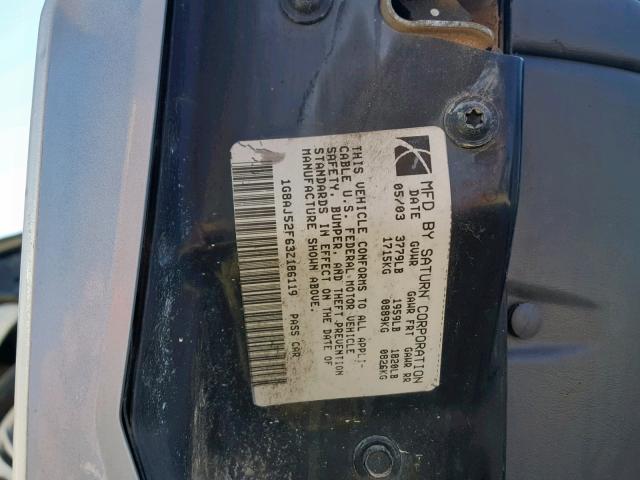 MFD BY SATURN CORPORATION
DATE GVWR GAWR FRT GAWR RR
05/03 3779LB 1959LB 1820LB
1715KG 0889KG 0826KG
THIS VEHICLE CONFORMS TO ALL APPLI-
CABLE U.S. FEDERAL MOTOR VEHICLE
SAFETY, BUMPER, AND THEFT PREVENTION
STANDARDS IN EFFECT ON THE DATE OF
MANUFACTURE SHOWN ABOVE.
1G8AJ52F63Z186119 PASS CAR